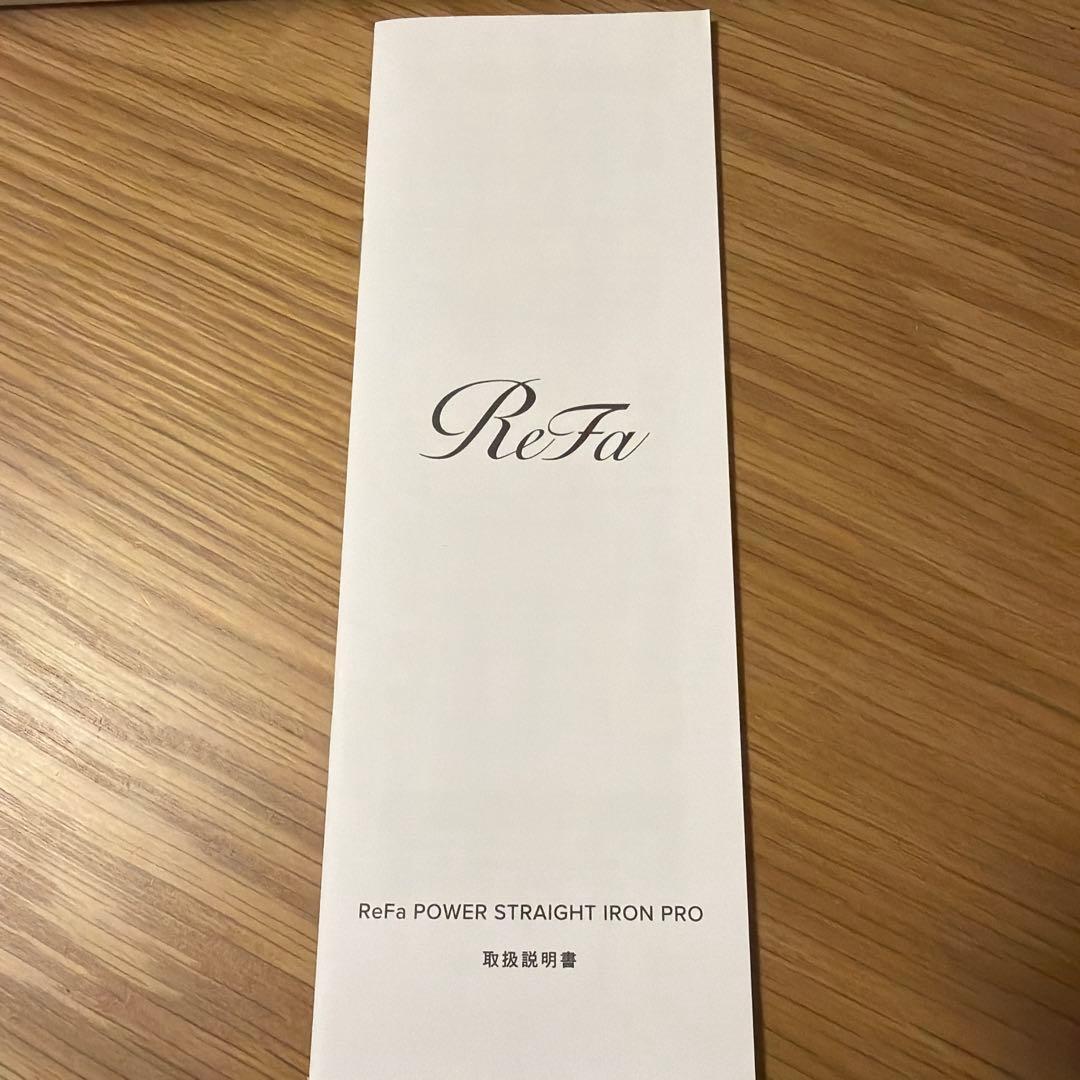 ReFa
ReFa POWER STRAIGHT IRON PRO
取扱説明書